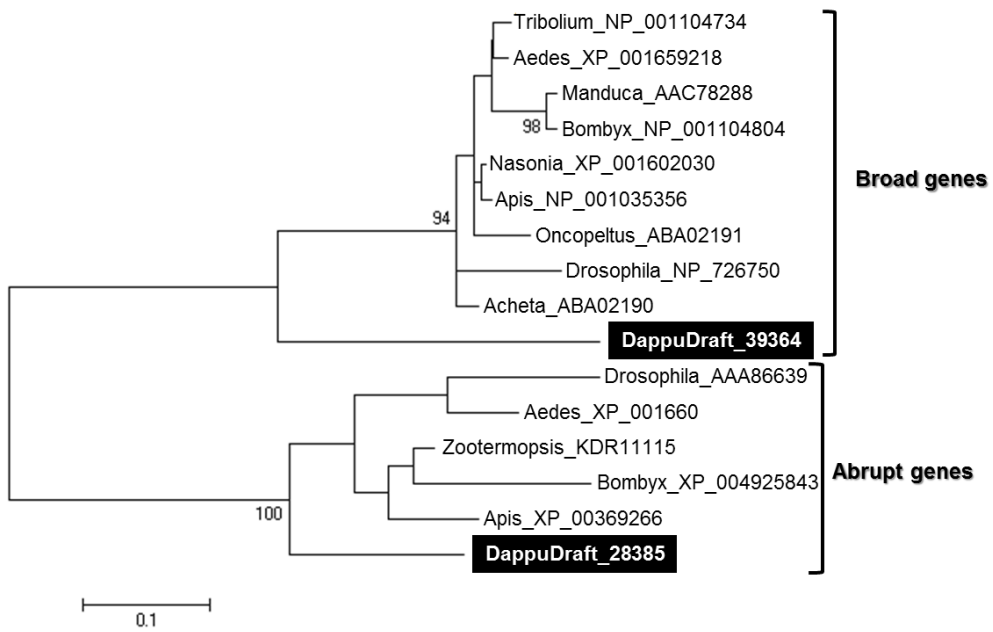 Tribolium_NP_001104734
Aedes_XP_001659218
Manduca_AAC78288
98
Bombyx_NP_001104804
Nasonia_XP_001602030
Broad genes
Apis_NP_001035356
94
Oncopeltus_ABA02191
Drosophila_NP_726750
Acheta_ABA02190
DappuDraft_39364
Drosophila_AAA86639
Aedes_XP_001660
Zootermopsis_KDR11115
Abrupt genes
Bombyx_XP_004925843
100
Apis_XP_00369266
DappuDraft_28385
0.1